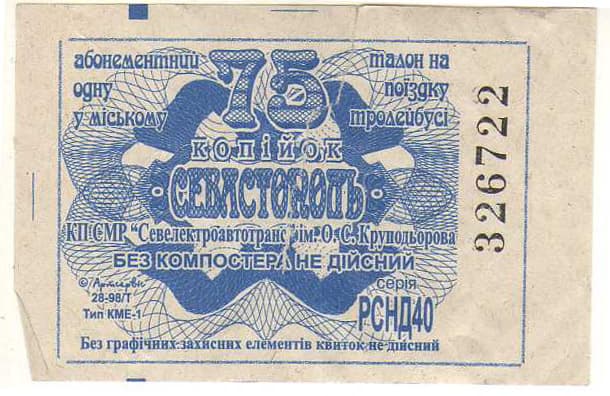 абонементний 75 талон на
одну поїздку
у міському тролейбусі
КОПІЙОК
СЕВАСТОПОЛЬ
КП СМР "Севелектроавтотранс" ім. О. С. Круподьорова
БЕЗ КОМПОСТЕРА НЕ ДІЙСНИЙ
© Артсервіс
28-98/Т
Тип КМЕ-1
серія
РСНД40
Без графічних захисних елементів квиток не дійсний
326722